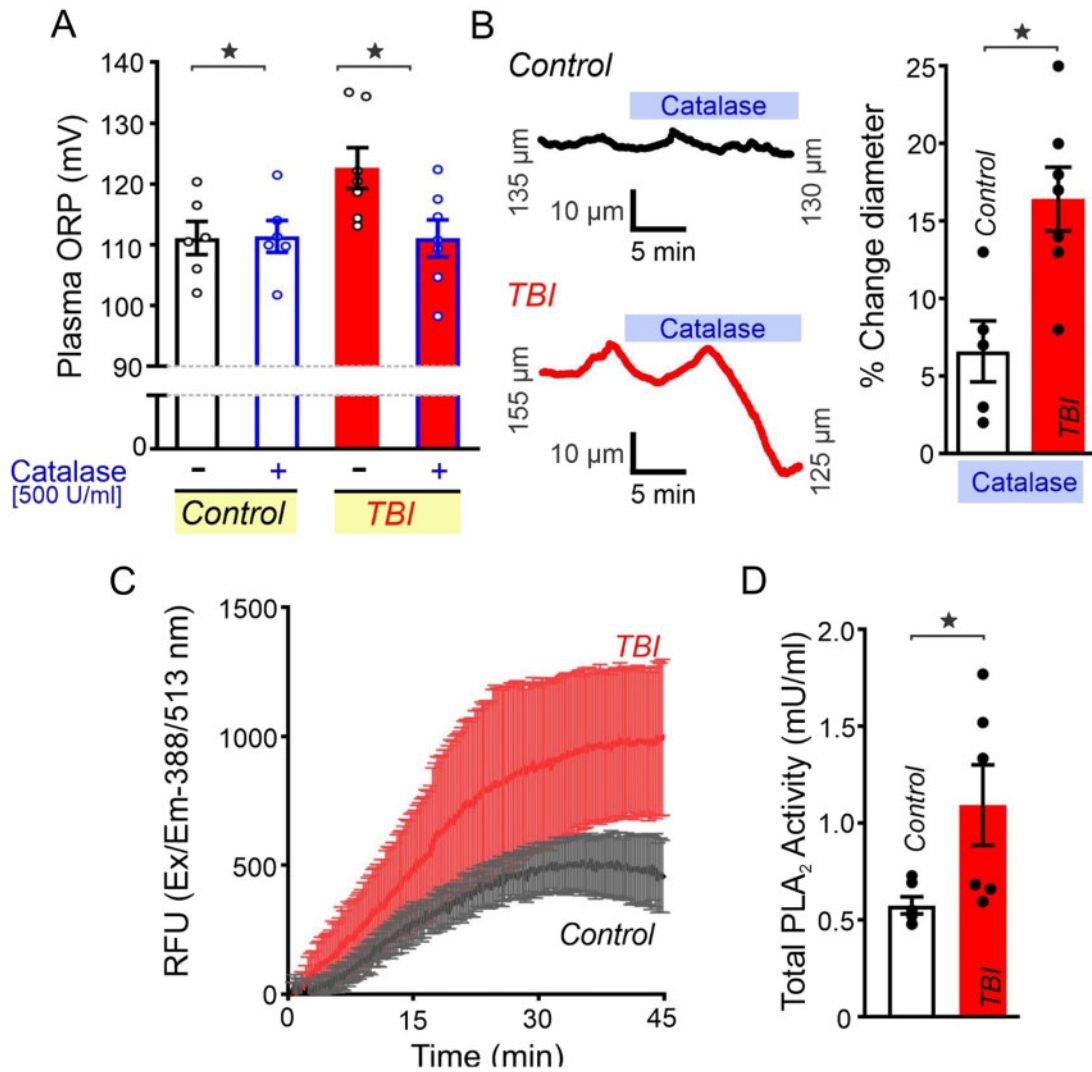 A
★
★
140
130
120
110
100
90
0
Plasma ORP (mV)
Catalase
[500 U/ml]
− + − +
Control
TBI
B
Control
Catalase
135 µm
130 µm
10 µm
5 min
TBI
Catalase
155 µm
125 µm
10 µm
5 min
★
25
20
15
10
5
0
% Change diameter
Control
TBI
Catalase
C
1500
1000
500
0
RFU (Ex/Em-388/513 nm)
TBI
Control
0 15 30 45
Time (min)
D
★
2.0
1.5
1.0
0.5
0
Total PLA₂ Activity (mU/ml)
Control
TBI